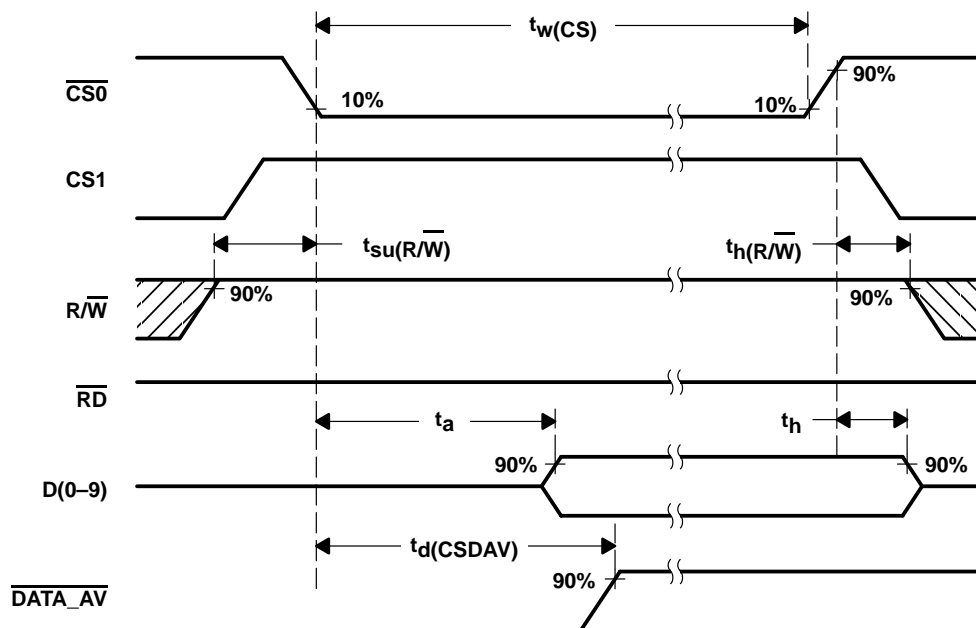 tw(CS)
CS0
10%
10%
90%
CS1
tsu(R/W)
th(R/W)
R/W
90%
90%
RD
ta
th
D(0–9)
90%
90%
td(CSDAV)
DATA_AV
90%